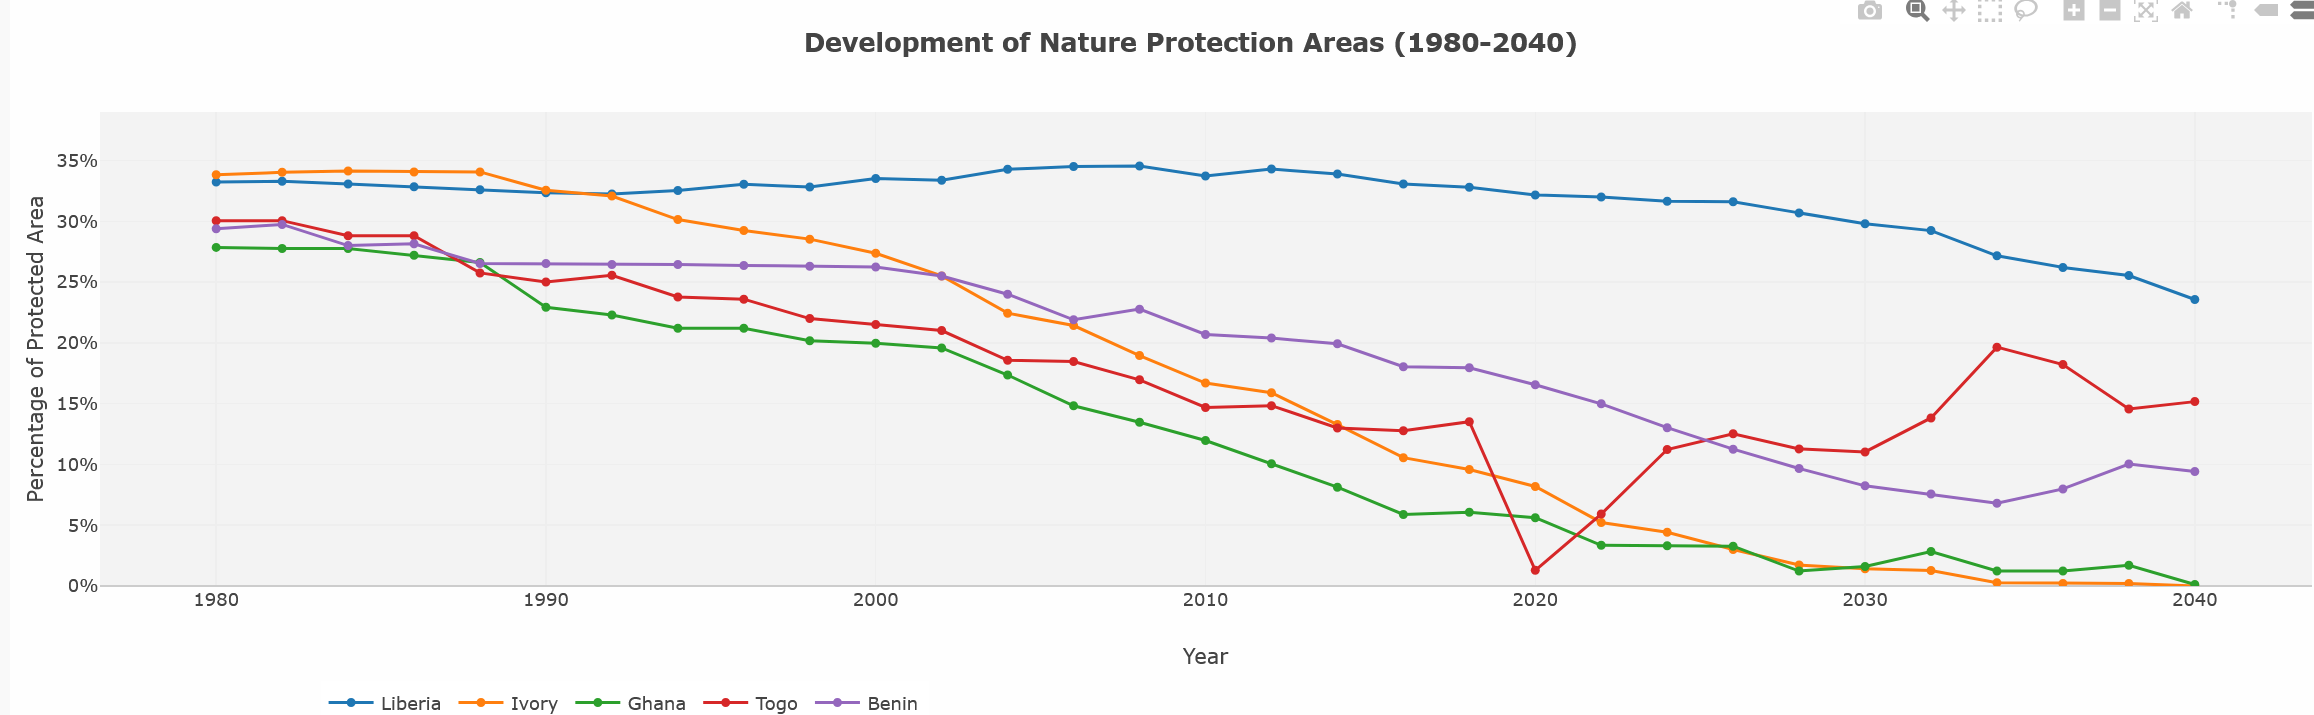 Development of Nature Protection Areas (1980-2040)
Percentage of Protected Area
35%
30%
25%
20%
15%
10%
5%
0%
1980 1990 2000 2010 2020 2030 2040
Year
Liberia Ivory Ghana Togo Benin